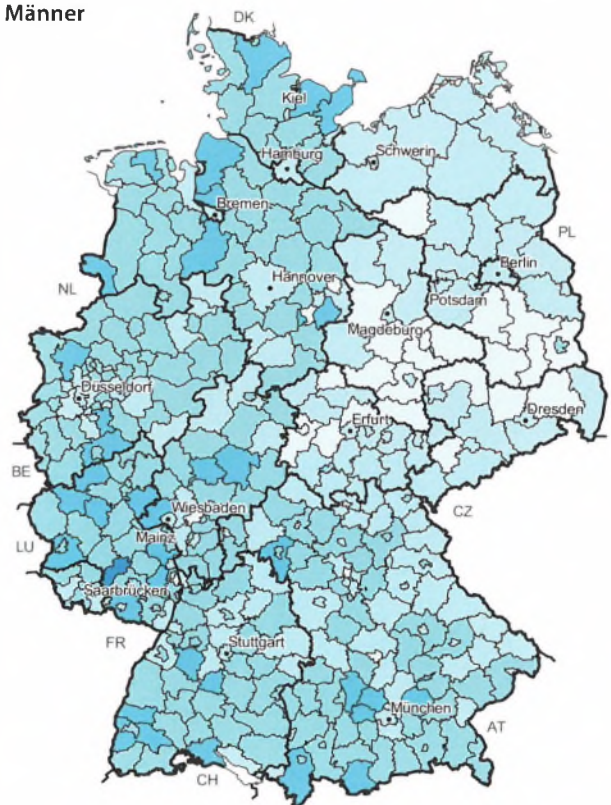 Männer
DK
Kiel
Hamburg
Schwerin
Bremen
PL
Berlin
NL
Hannover
Potsdam
Magdeburg
Düsseldorf
Erfurt
Dresden
BE
Wiesbaden
CZ
Mainz
LU
Saarbrücken
FR
Stuttgart
München
AT
CH